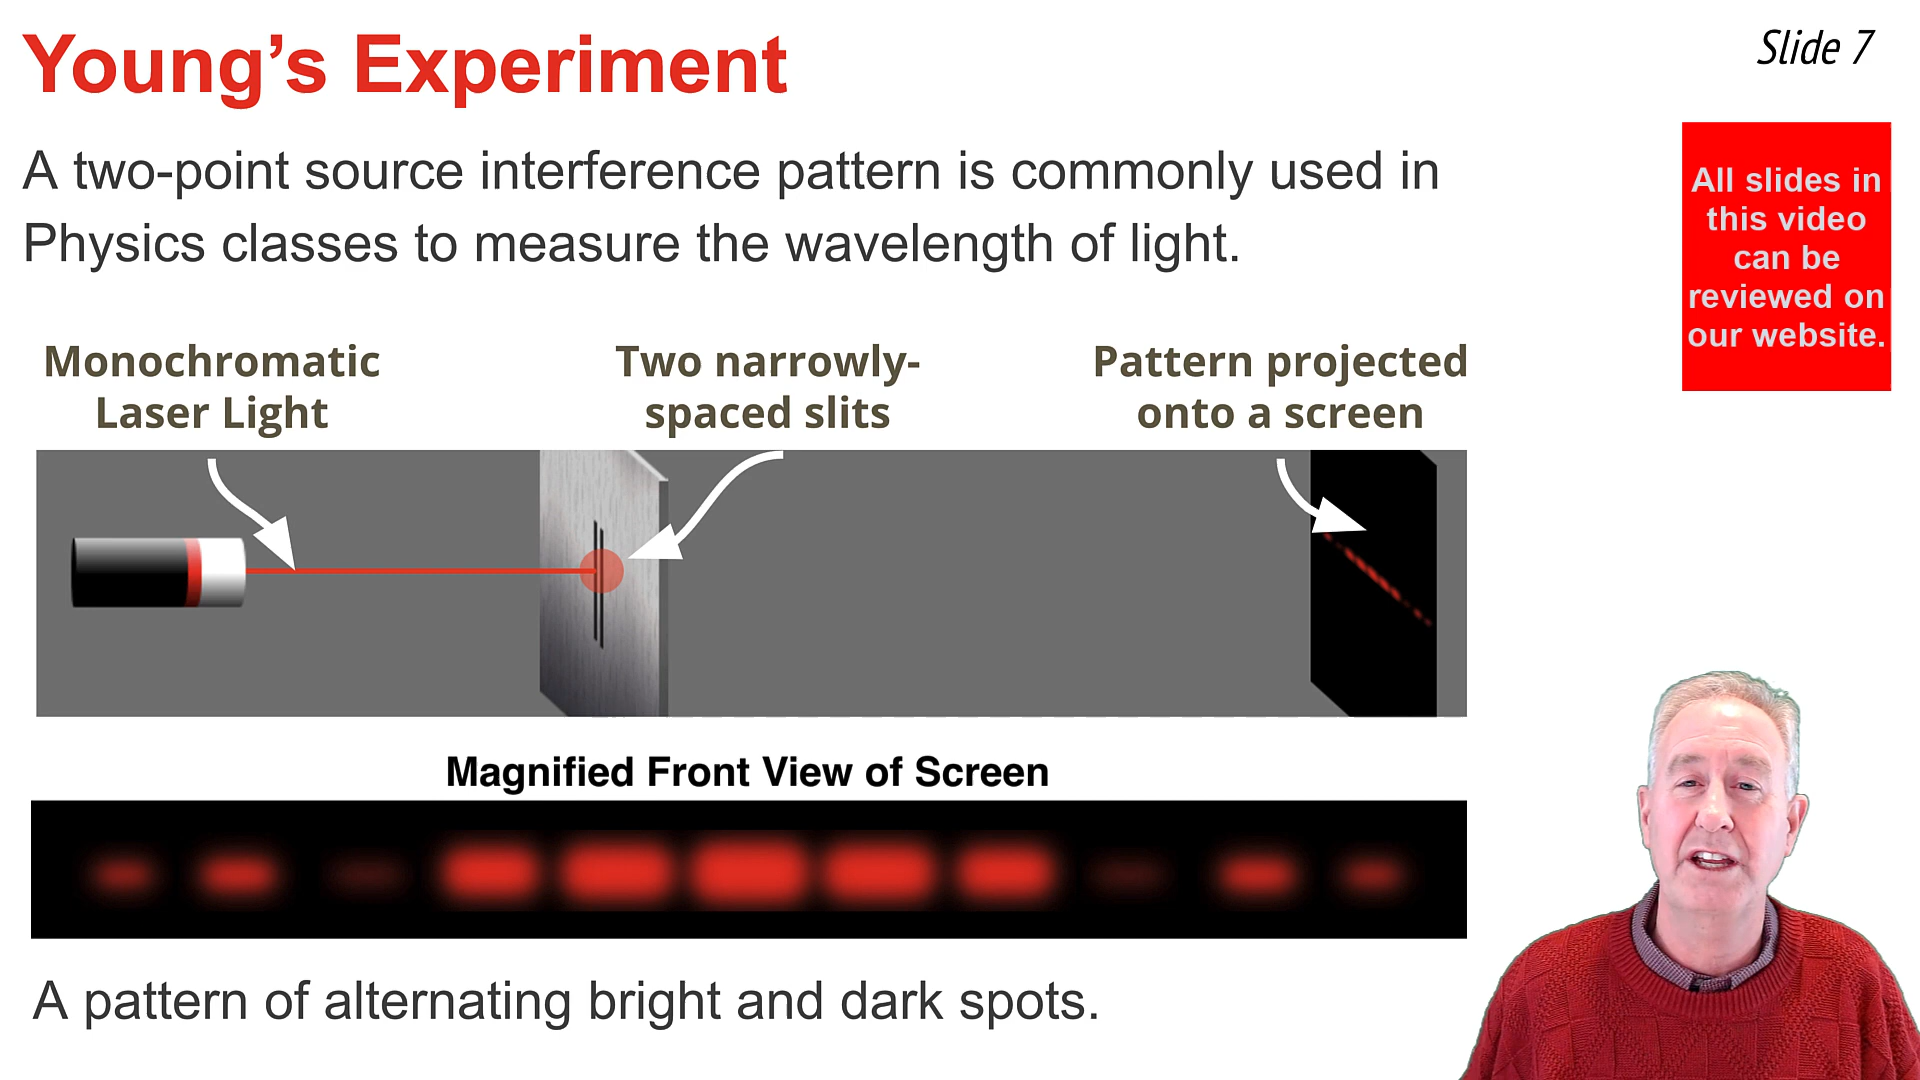 Young’s Experiment
Slide 7
A two-point source interference pattern is commonly used in
Physics classes to measure the wavelength of light.
All slides in
this video
can be
reviewed on
our website.
Monochromatic
Laser Light
Two narrowly-
spaced slits
Pattern projected
onto a screen
Magnified Front View of Screen
A pattern of alternating bright and dark spots.